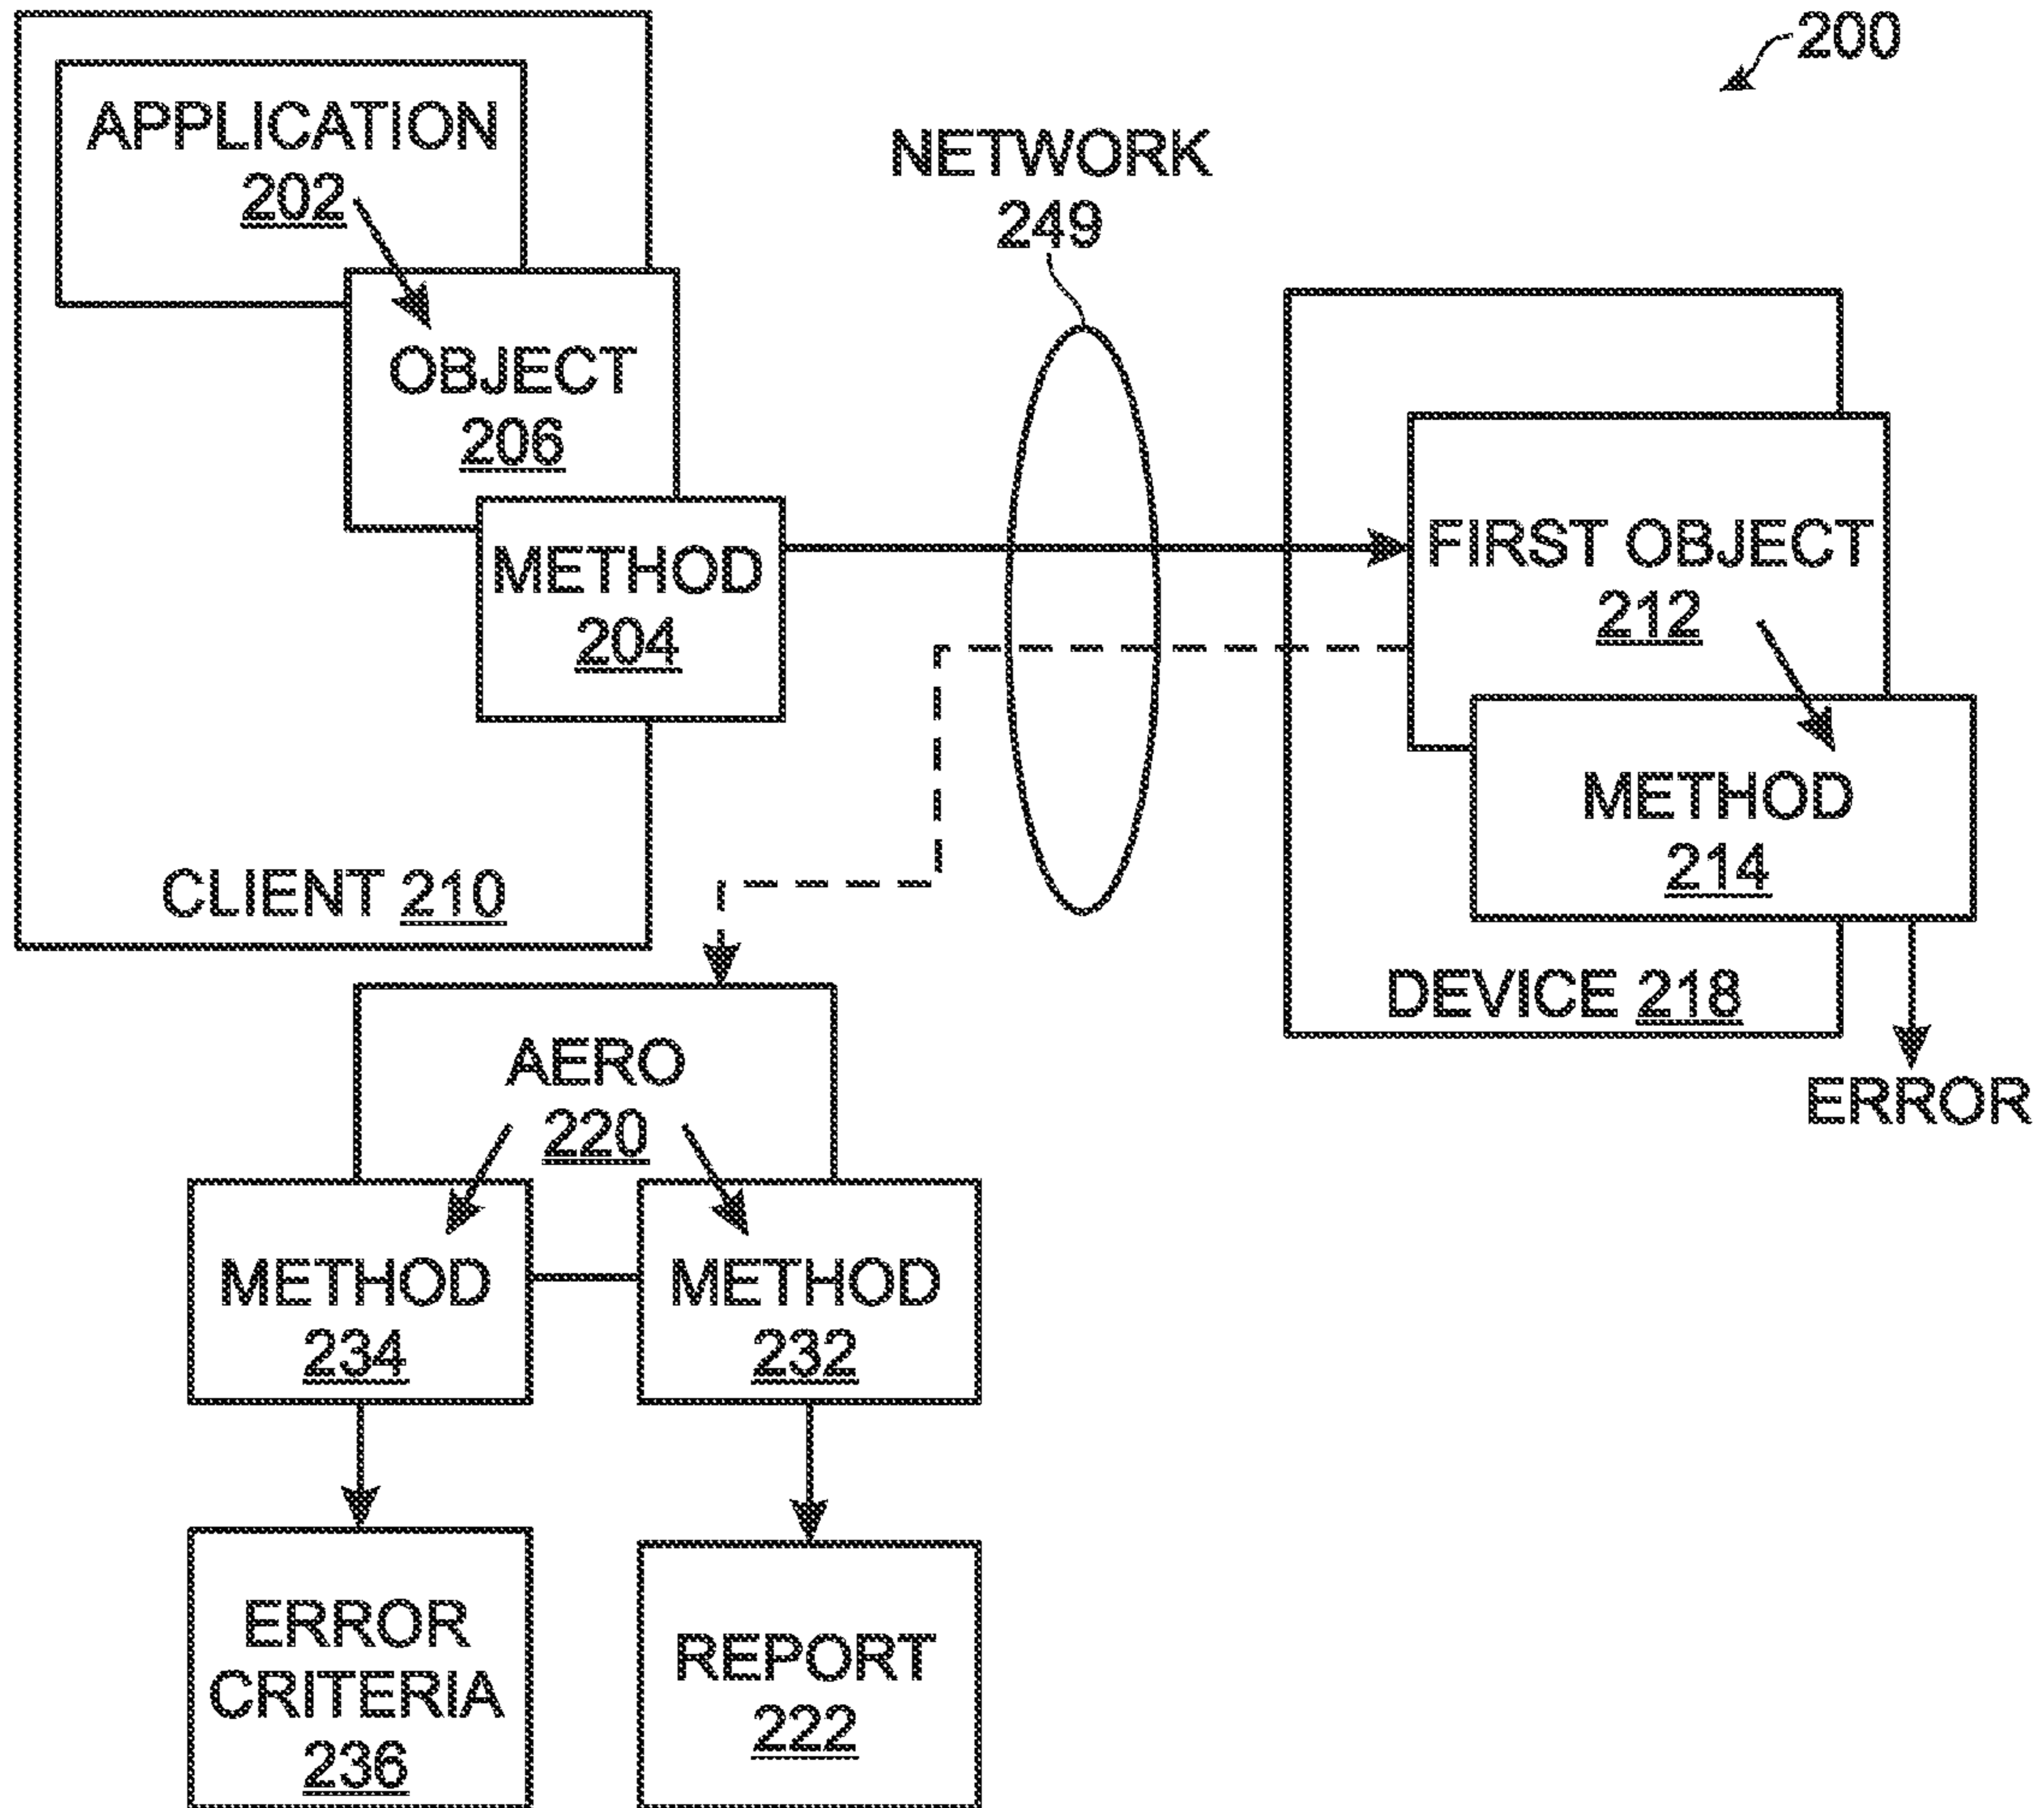 200
APPLICATION
202
NETWORK
249
OBJECT
206
METHOD
204
FIRST OBJECT
212
METHOD
214
CLIENT 210
DEVICE 218
ERROR
AERO
220
METHOD
234
METHOD
232
ERROR
CRITERIA
236
REPORT
222